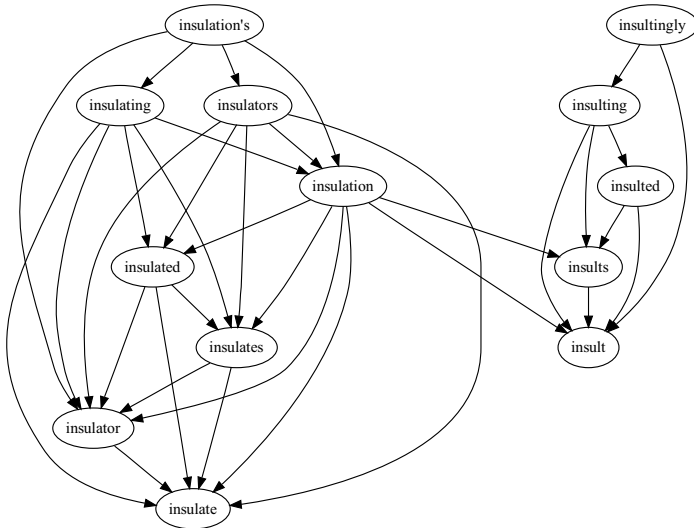 insulation's
insultingly
insulating
insulators
insulting
insulation
insulted
insulated
insults
insulates
insult
insulator
insulate